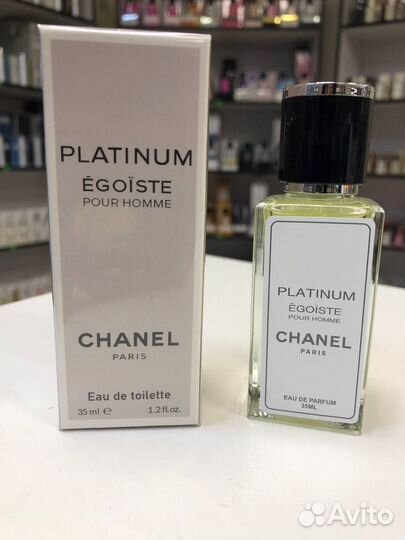 PLATINUM
ÉGOÏSTE
POUR HOMME
CHANEL
PARIS
Eau de toilette
35 ml e 1.2 fl.oz.
PLATINUM
ÉGOÏSTE
POUR HOMME
CHANEL
PARIS
EAU DE PARFUM
35ML
Avito